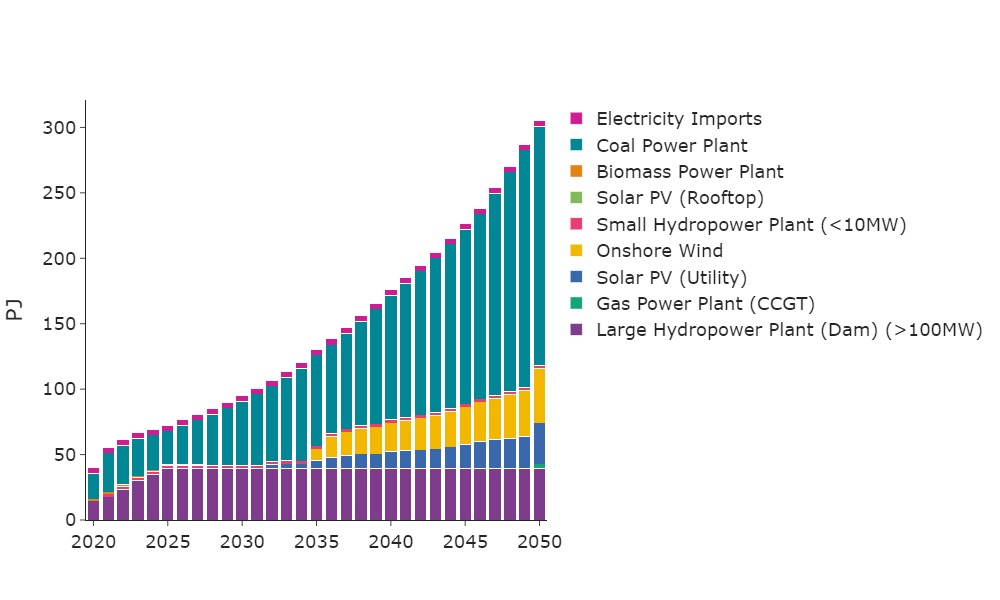 PJ
300
250
200
150
100
50
0
2020 2025 2030 2035 2040 2045 2050
Electricity Imports
Coal Power Plant
Biomass Power Plant
Solar PV (Rooftop)
Small Hydropower Plant (<10MW)
Onshore Wind
Solar PV (Utility)
Gas Power Plant (CCGT)
Large Hydropower Plant (Dam) (>100MW)